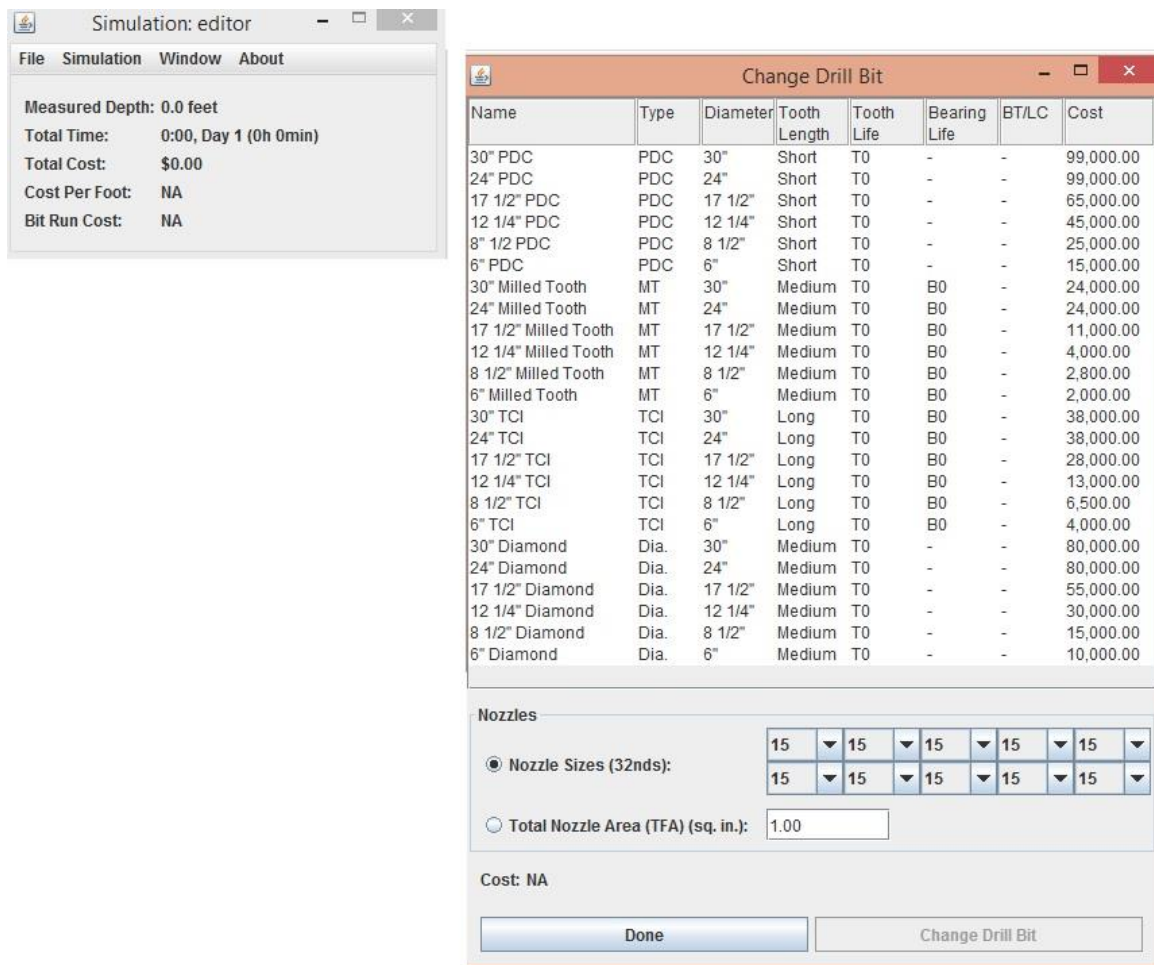 Simulation: editor
File Simulation Window About
Measured Depth: 0.0 feet
Total Time: 0:00, Day 1 (0h 0min)
Total Cost: $0.00
Cost Per Foot: NA
Bit Run Cost: NA
Change Drill Bit
Name Type Diameter Tooth Length Tooth Life Bearing Life BT/LC Cost
30" PDC PDC 30" Short T0 - - 99,000.00
24" PDC PDC 24" Short T0 - - 99,000.00
17 1/2" PDC PDC 17 1/2" Short T0 - - 65,000.00
12 1/4" PDC PDC 12 1/4" Short T0 - - 45,000.00
8" 1/2 PDC PDC 8 1/2" Short T0 - - 25,000.00
6" PDC PDC 6" Short T0 - - 15,000.00
30" Milled Tooth MT 30" Medium T0 B0 - 24,000.00
24" Milled Tooth MT 24" Medium T0 B0 - 24,000.00
17 1/2" Milled Tooth MT 17 1/2" Medium T0 B0 - 11,000.00
12 1/4" Milled Tooth MT 12 1/4" Medium T0 B0 - 4,000.00
8 1/2" Milled Tooth MT 8 1/2" Medium T0 B0 - 2,800.00
6" Milled Tooth MT 6" Medium T0 B0 - 2,000.00
30" TCI TCI 30" Long T0 B0 - 38,000.00
24" TCI TCI 24" Long T0 B0 - 38,000.00
17 1/2" TCI TCI 17 1/2" Long T0 B0 - 28,000.00
12 1/4" TCI TCI 12 1/4" Long T0 B0 - 13,000.00
8 1/2" TCI TCI 8 1/2" Long T0 B0 - 6,500.00
6" TCI TCI 6" Long T0 B0 - 4,000.00
30" Diamond Dia. 30" Medium T0 - - 80,000.00
24" Diamond Dia. 24" Medium T0 - - 80,000.00
17 1/2" Diamond Dia. 17 1/2" Medium T0 - - 55,000.00
12 1/4" Diamond Dia. 12 1/4" Medium T0 - - 30,000.00
8 1/2" Diamond Dia. 8 1/2" Medium T0 - - 15,000.00
6" Diamond Dia. 6" Medium T0 - - 10,000.00
Nozzles
Nozzle Sizes (32nds):
15 15 15 15 15
15 15 15 15 15
Total Nozzle Area (TFA) (sq. in.): 1.00
Cost: NA
Done Change Drill Bit